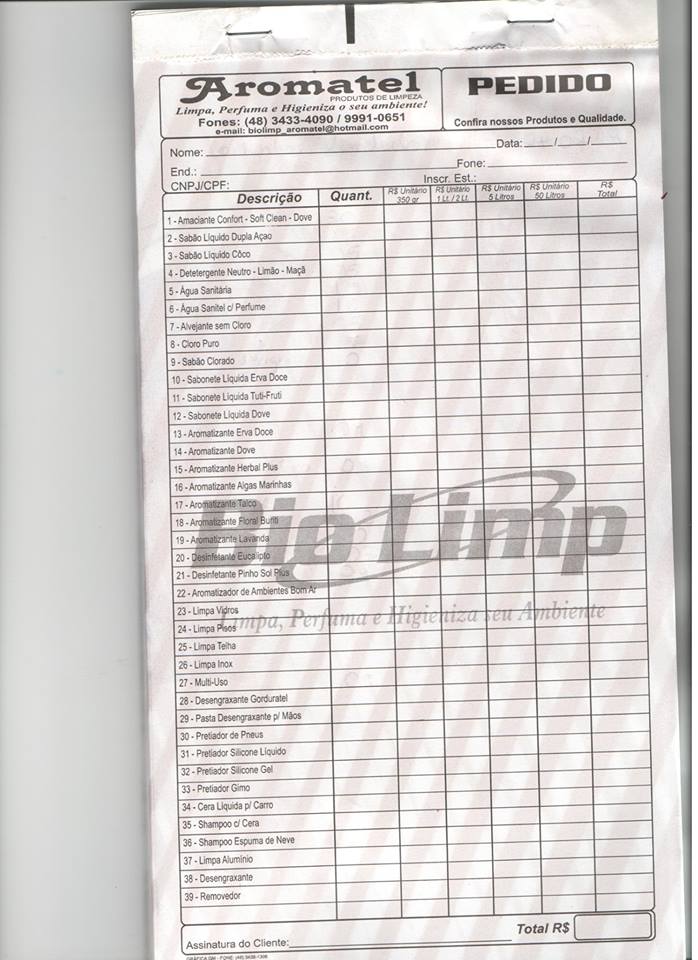 Aromatel
PRODUTOS DE LIMPEZA
Limpa, Perfuma e Higieniza o seu ambiente!
Fones: (48) 3433-4090 / 9991-0651
e-mail: biolimp_aromatel@hotmail.com
PEDIDO
Confira nossos Produtos e Qualidade.
Nome: Data: / /
End.: Fone:
CNPJ/CPF: Inscr. Est.:
Descrição Quant. R$ Unitário 350 gr R$ Unitário 1 Lt. / 2 Lt. R$ Unitário 5 Litros R$ Unitário 50 Litros R$ Total
1 - Amaciante Confort - Soft Clean - Dove
2 - Sabão Líquido Dupla Açao
3 - Sabão Líquido Côco
4 - Detetergente Neutro - Limão - Maçã
5 - Água Sanitária
6 - Água Sanitel c/ Perfume
7 - Alvejante sem Cloro
8 - Cloro Puro
9 - Sabão Clorado
10 - Sabonete Líquida Erva Doce
11 - Sabonete Líquida Tuti-Fruti
12 - Sabonete Líquida Dove
13 - Aromatizante Erva Doce
14 - Aromatizante Dove
15 - Aromatizante Herbal Plus
16 - Aromatizante Algas Marinhas
17 - Aromatizante Talco
18 - Aromatizante Floral Buriti
19 - Aromatizante Lavanda
20 - Desinfetante Eucalipto
21 - Desinfetante Pinho Sol Plus
22 - Aromatizador de Ambientes Bom Ar
23 - Limpa Vidros
24 - Limpa Pisos
25 - Limpa Telha
26 - Limpa Inox
27 - Multi-Uso
28 - Desengraxante Gorduratel
29 - Pasta Desengraxante p/ Mãos
30 - Pretiador de Pneus
31 - Pretiador Silicone Líquido
32 - Pretiador Silicone Gel
33 - Pretiador Gimo
34 - Cera Líquida p/ Carro
35 - Shampoo c/ Cera
36 - Shampoo Espuma de Neve
37 - Limpa Alumínio
38 - Desengraxante
39 - Removedor
Bio Limp
Limpa, Perfuma e Higieniza seu Ambiente
Total R$
Assinatura do Cliente:
GRÁFICA GM - FONE: (48) 3438-1306